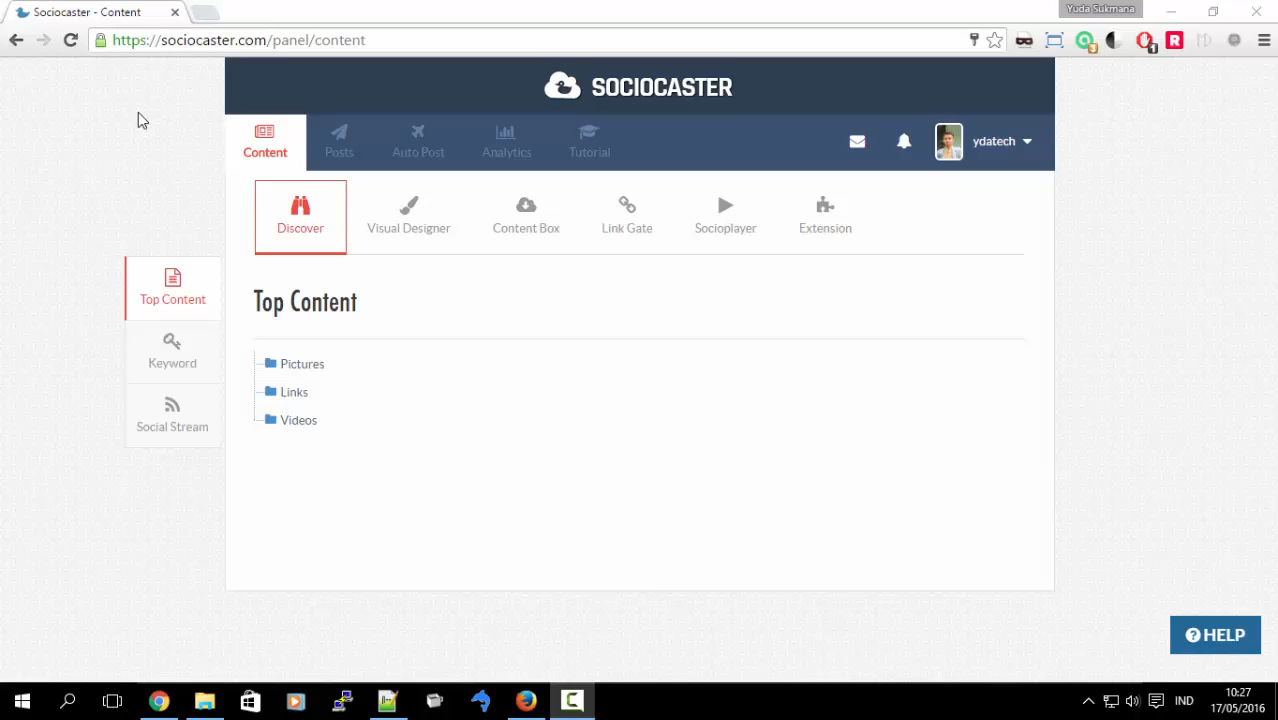 Sociocaster - Content
Yuda Sukmana
https://sociocaster.com/panel/content
3
1
SOCIOCASTER
Content
Posts
Auto Post
Analytics
Tutorial
ydatech
Discover
Visual Designer
Content Box
Link Gate
Socioplayer
Extension
Top Content
Keyword
Social Stream
Top Content
Pictures
Links
Videos
HELP
IND
10:27
17/05/2016